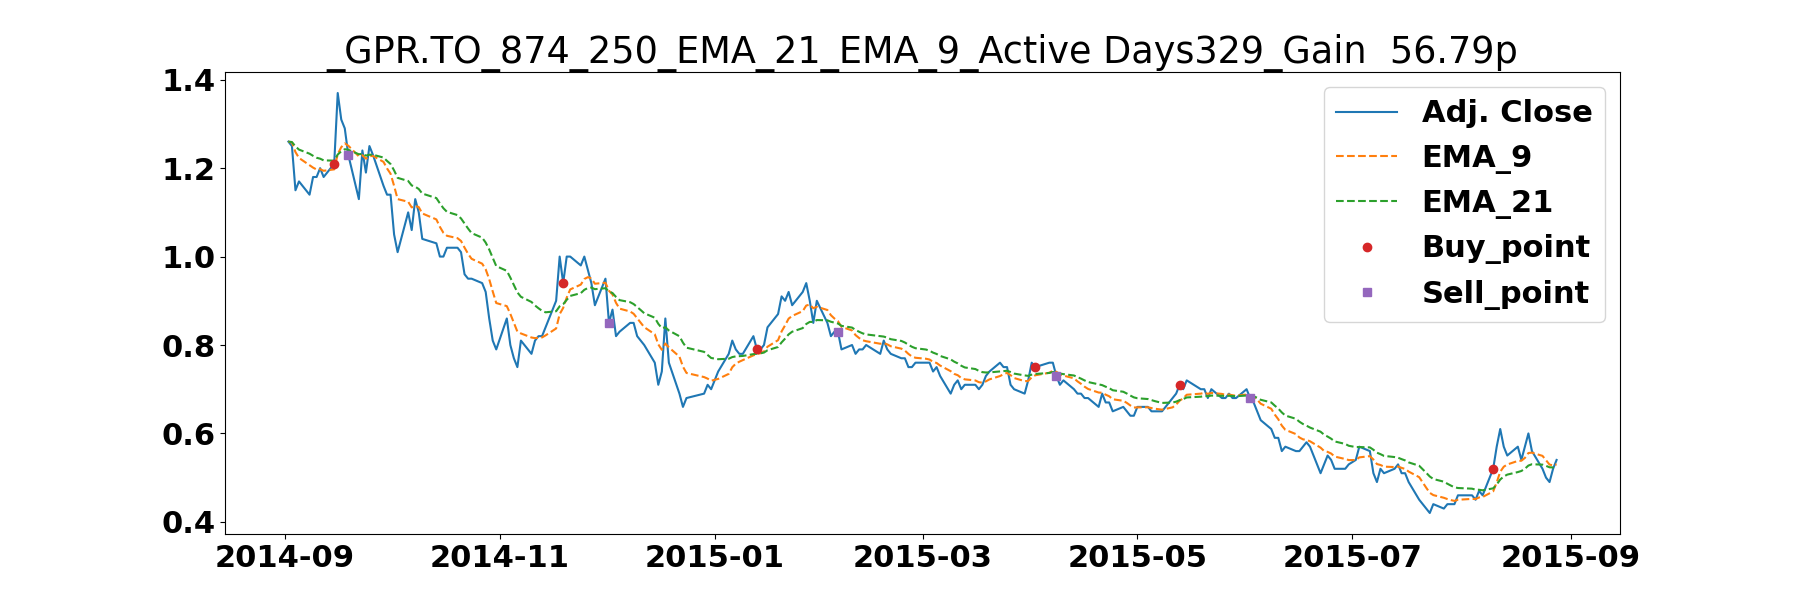 _GPR.TO_874_250_EMA_21_EMA_9_Active Days329_Gain  56.79p
1.4
1.2
1.0
0.8
0.6
0.4
Adj. Close
EMA_9
EMA_21
Buy_point
Sell_point
2014-09 2014-11 2015-01 2015-03 2015-05 2015-07 2015-09